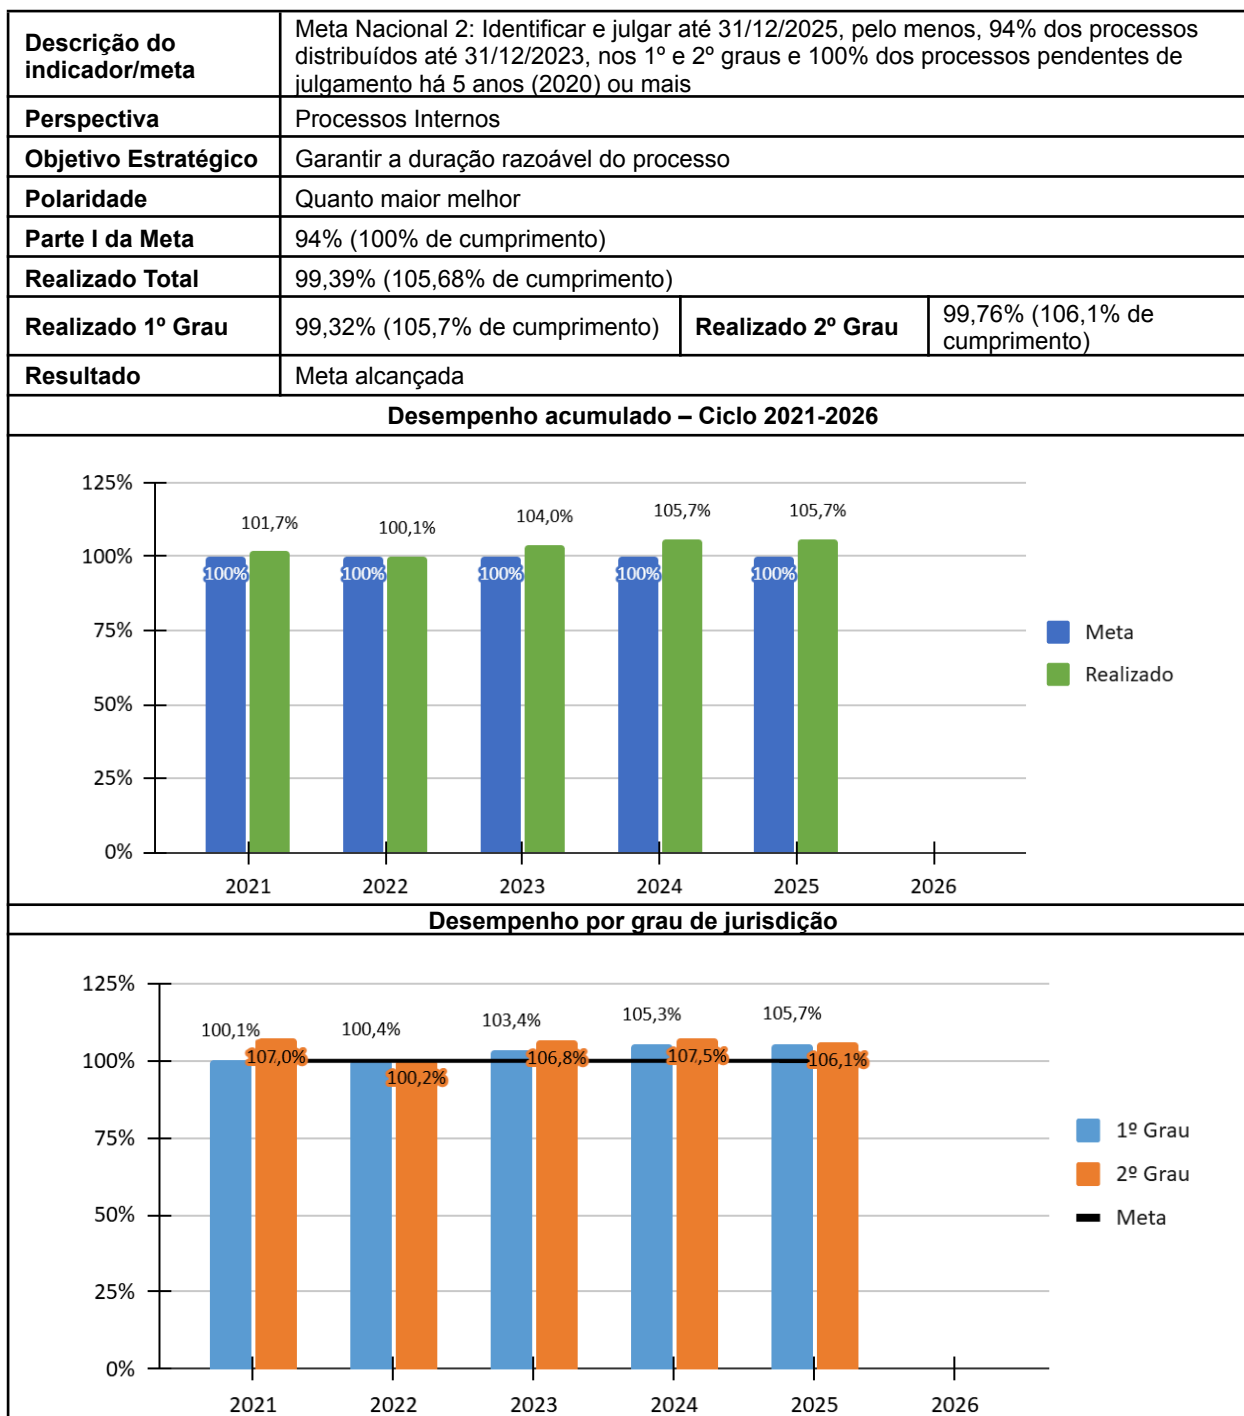 Descrição do
indicador/meta
Meta Nacional 2: Identificar e julgar até 31/12/2025, pelo menos, 94% dos processos
distribuídos até 31/12/2023, nos 1º e 2º graus e 100% dos processos pendentes de
julgamento há 5 anos (2020) ou mais
Perspectiva
Processos Internos
Objetivo Estratégico
Garantir a duração razoável do processo
Polaridade
Quanto maior melhor
Parte I da Meta
94% (100% de cumprimento)
Realizado Total
99,39% (105,68% de cumprimento)
Realizado 1º Grau
99,32% (105,7% de cumprimento)
Realizado 2º Grau
99,76% (106,1% de
cumprimento)
Resultado
Meta alcançada
Desempenho acumulado – Ciclo 2021-2026
125%
100%
75%
50%
25%
0%
101,7%
100,1%
104,0%
105,7%
105,7%
100%
100%
100%
100%
100%
2021
2022
2023
2024
2025
2026
Meta
Realizado
Desempenho por grau de jurisdição
125%
100%
75%
50%
25%
0%
100,1%
100,4%
103,4%
105,3%
105,7%
107,0%
100,2%
106,8%
107,5%
106,1%
2021
2022
2023
2024
2025
2026
1º Grau
2º Grau
Meta